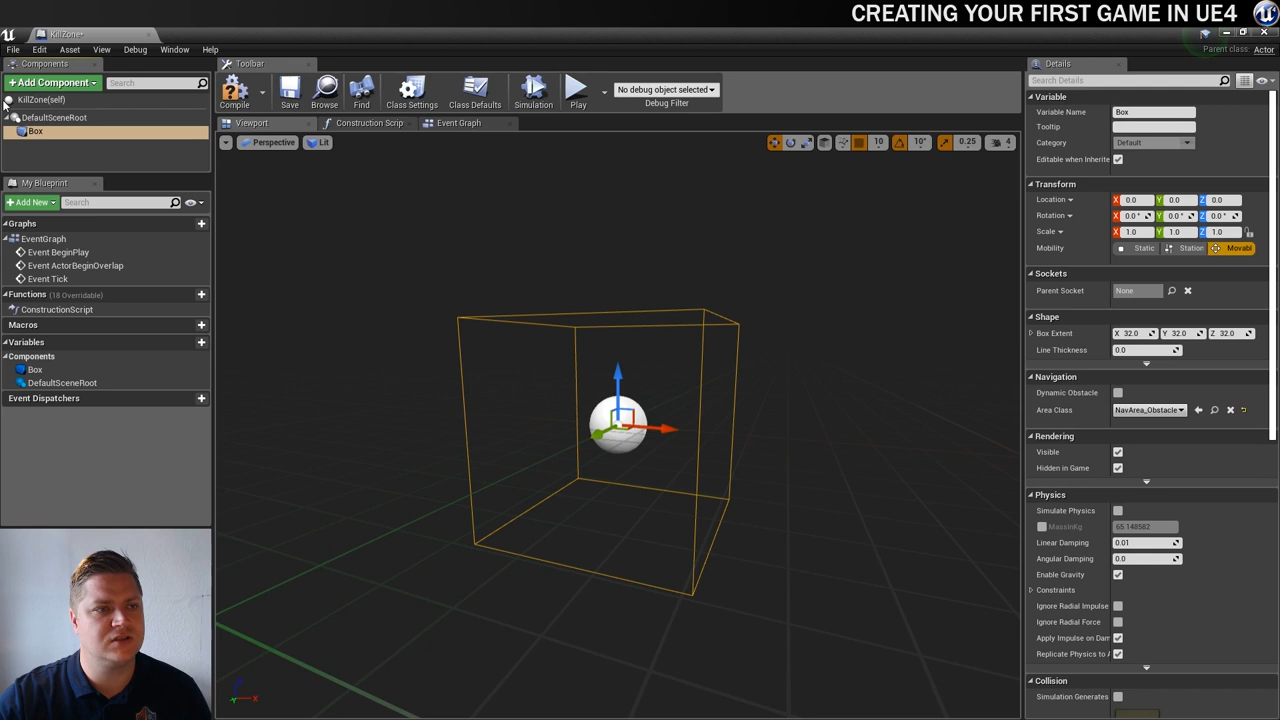 CREATING YOUR FIRST GAME IN UE4
KillZone*
File Edit Asset View Debug Window Help
Parent class: Actor
Components
+Add Component
Search
KillZone(self)
DefaultSceneRoot
Box
My Blueprint
+Add New
Search
Graphs
EventGraph
Event BeginPlay
Event ActorBeginOverlap
Event Tick
Functions (18 Overridable)
ConstructionScript
Macros
Variables
Components
Box
DefaultSceneRoot
Event Dispatchers
Toolbar
Compile Save Browse Find Class Settings Class Defaults Simulation Play
No debug object selected
Debug Filter
Viewport Construction Scrip Event Graph
Perspective Lit
10 10° 0.25 4
X
Details
Search Details
Variable
Variable Name Box
Tooltip
Category Default
Editable when Inherite
Transform
Location X 0.0 Y 0.0 Z 0.0
Rotation X 0.0° Y 0.0° Z 0.0°
Scale X 1.0 Y 1.0 Z 1.0
Mobility Static Station Movabl
Sockets
Parent Socket None
Shape
Box Extent X 32.0 Y 32.0 Z 32.0
Line Thickness 0.0
Navigation
Dynamic Obstacle
Area Class NavArea_Obstacle
Rendering
Visible
Hidden in Game
Physics
Simulate Physics
MassInKg 65.148582
Linear Damping 0.01
Angular Damping 0.0
Enable Gravity
Constraints
Ignore Radial Impulse
Ignore Radial Force
Apply Impulse on Dam
Replicate Physics to A
Collision
Simulation Generates